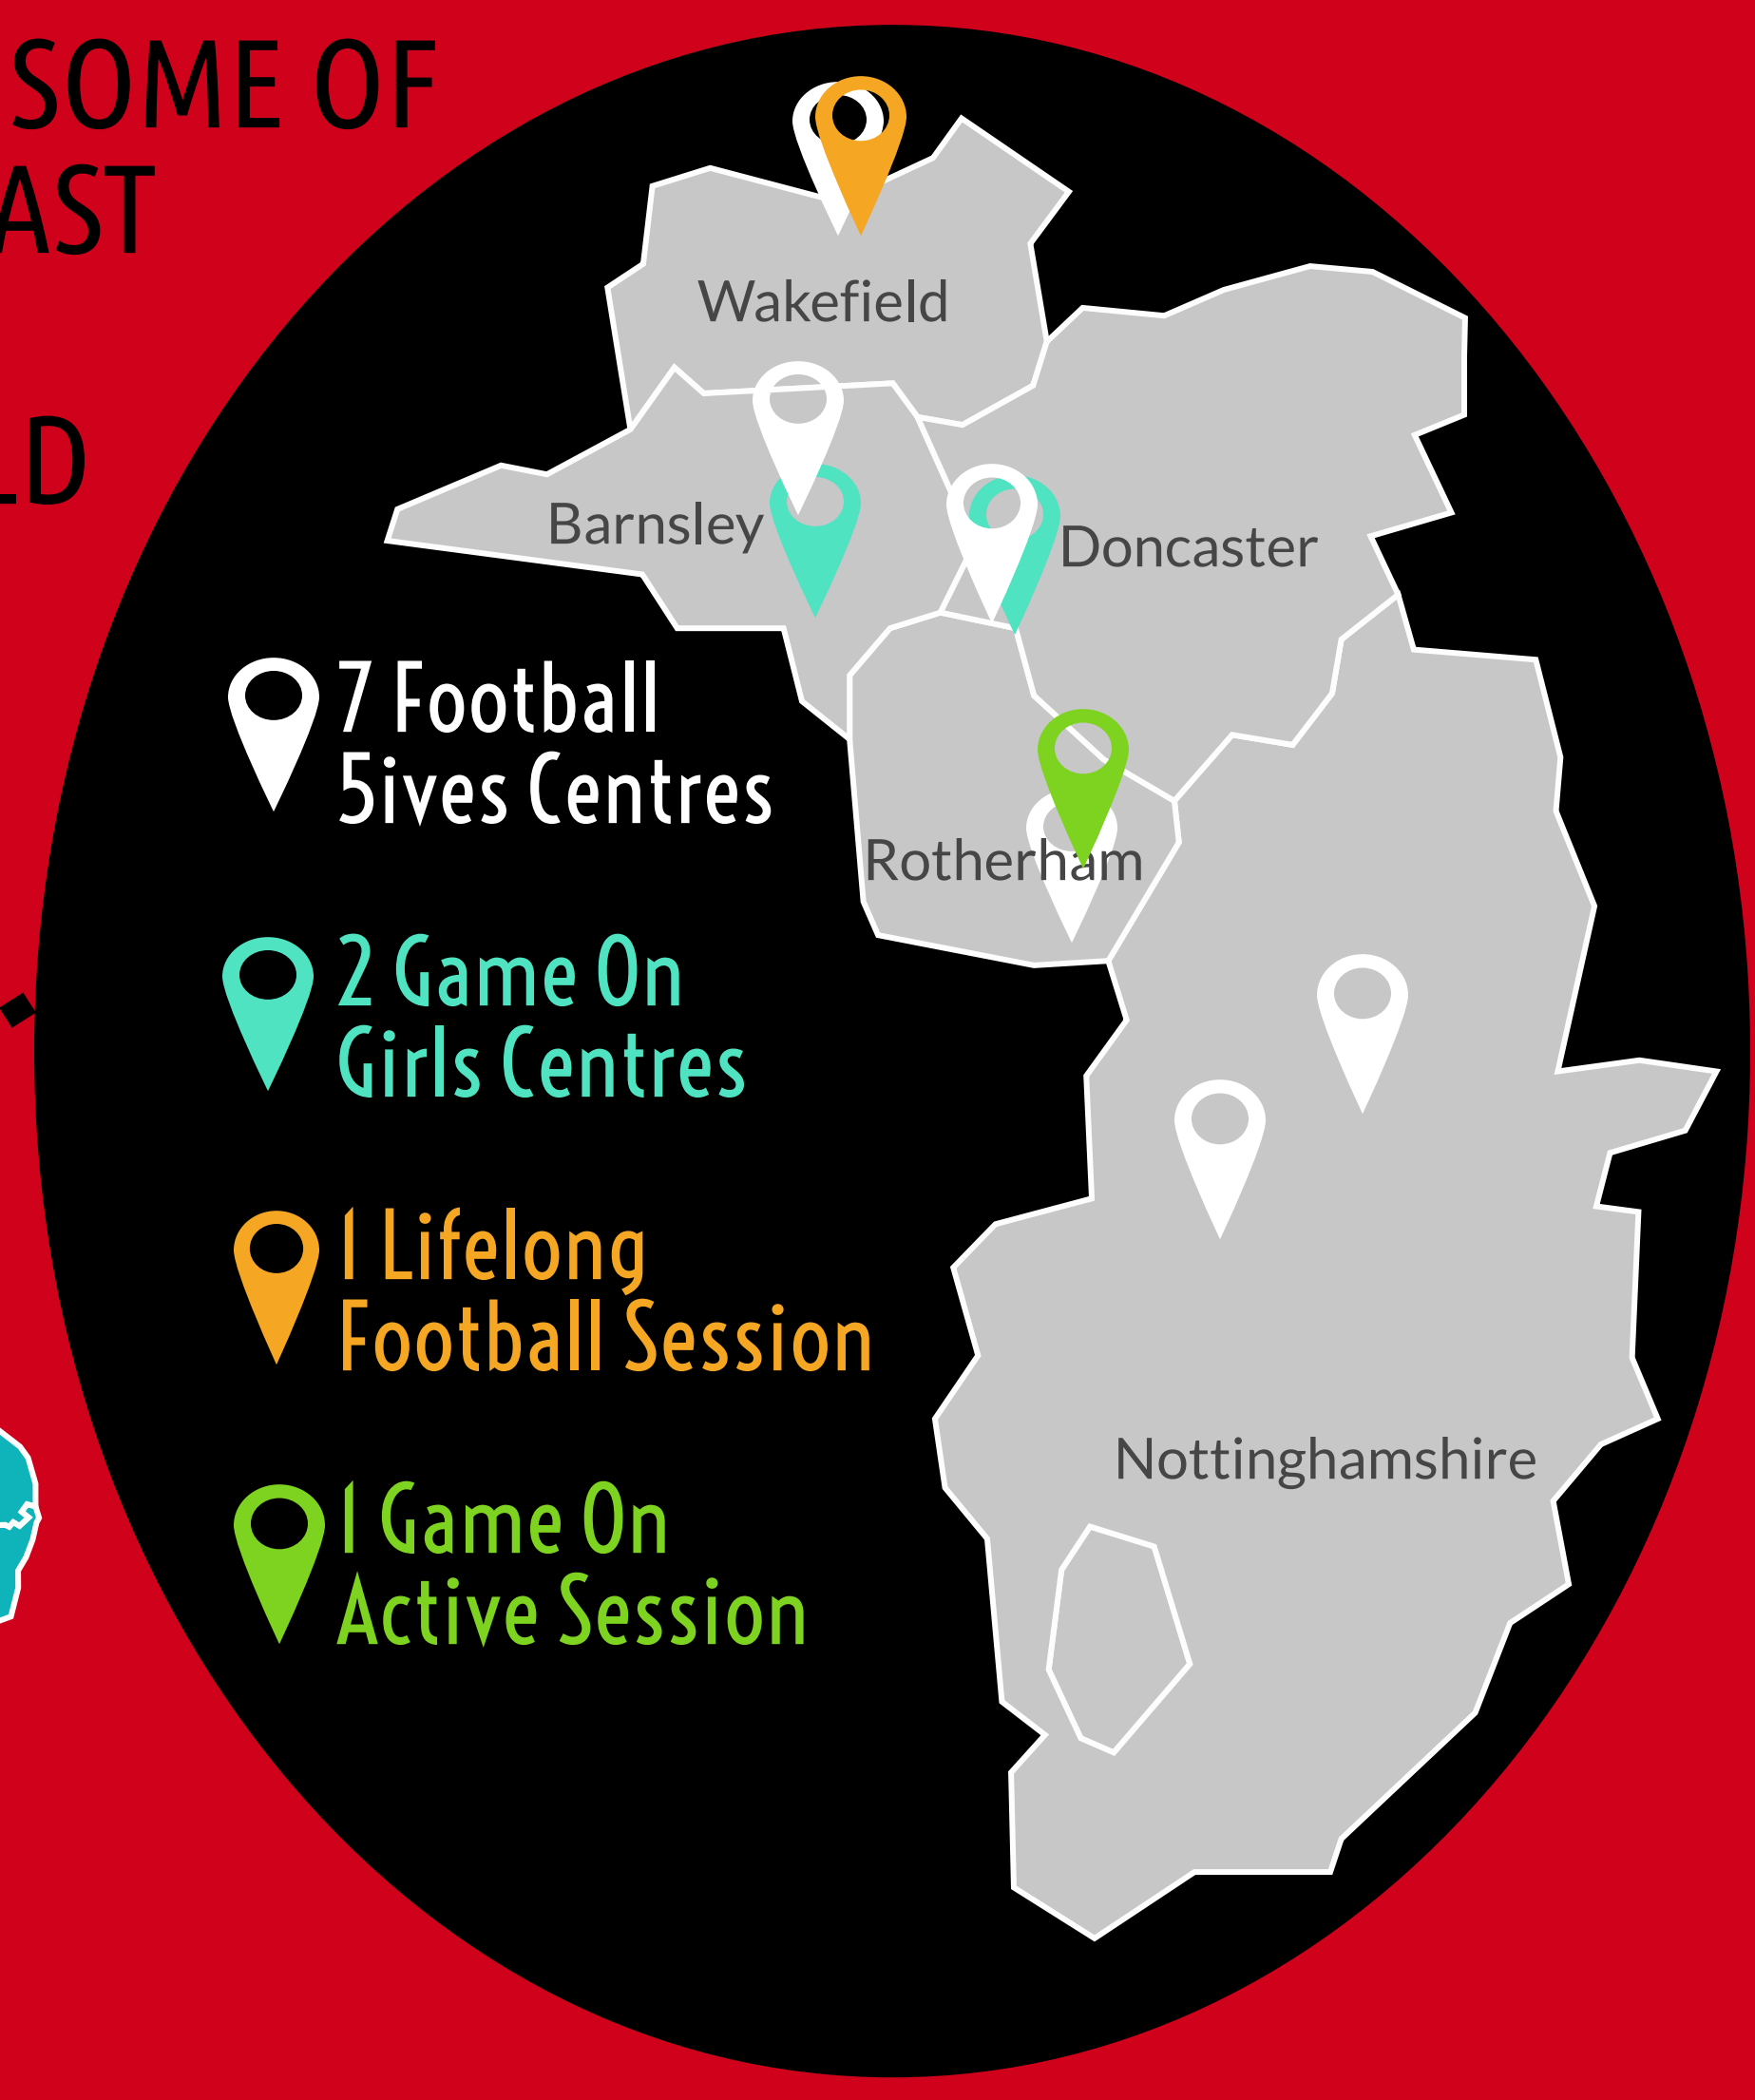 SOME OF
AST
LD
Wakefield
Barnsley
Doncaster
Rotherham
Nottinghamshire
7 Football
5ives Centres
2 Game On
Girls Centres
1 Lifelong
Football Session
1 Game On
Active Session